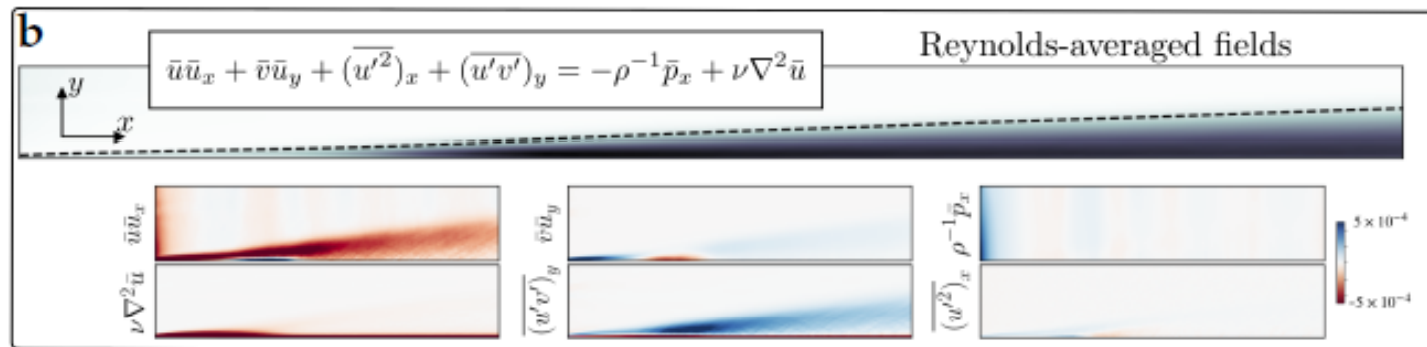 b
Reynolds-averaged fields
ūū_x + v̄ū_y + (\overline{u'^2})_x + (\overline{u'v'})_y = −ρ^{-1}p̄_x + ν∇²ū
y
x
ūū_x
v̄ū_y
ρ^{-1}p̄_x
5 × 10^{-4}
-5 × 10^{-4}
ν∇²ū
(\overline{u'v'})_y
(\overline{u'^2})_x